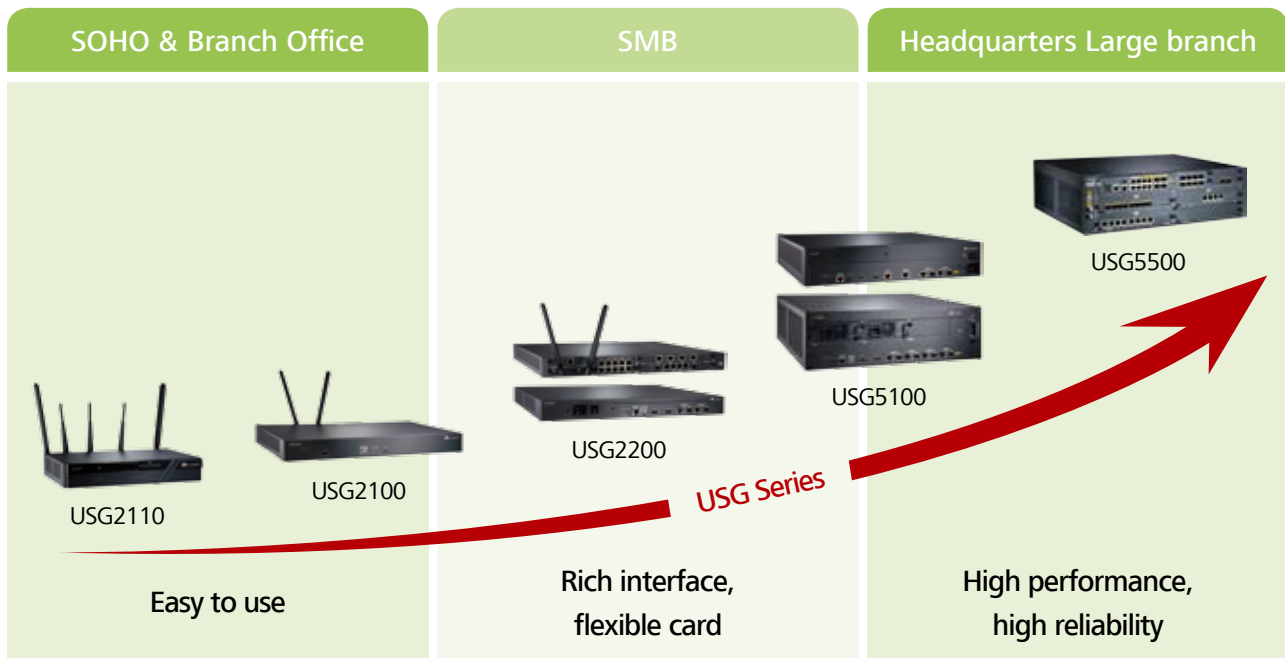 SOHO & Branch Office
SMB
Headquarters Large branch
USG5500
USG5100
USG2200
USG2100
USG2110
USG Series
Easy to use
Rich interface,
flexible card
High performance,
high reliability